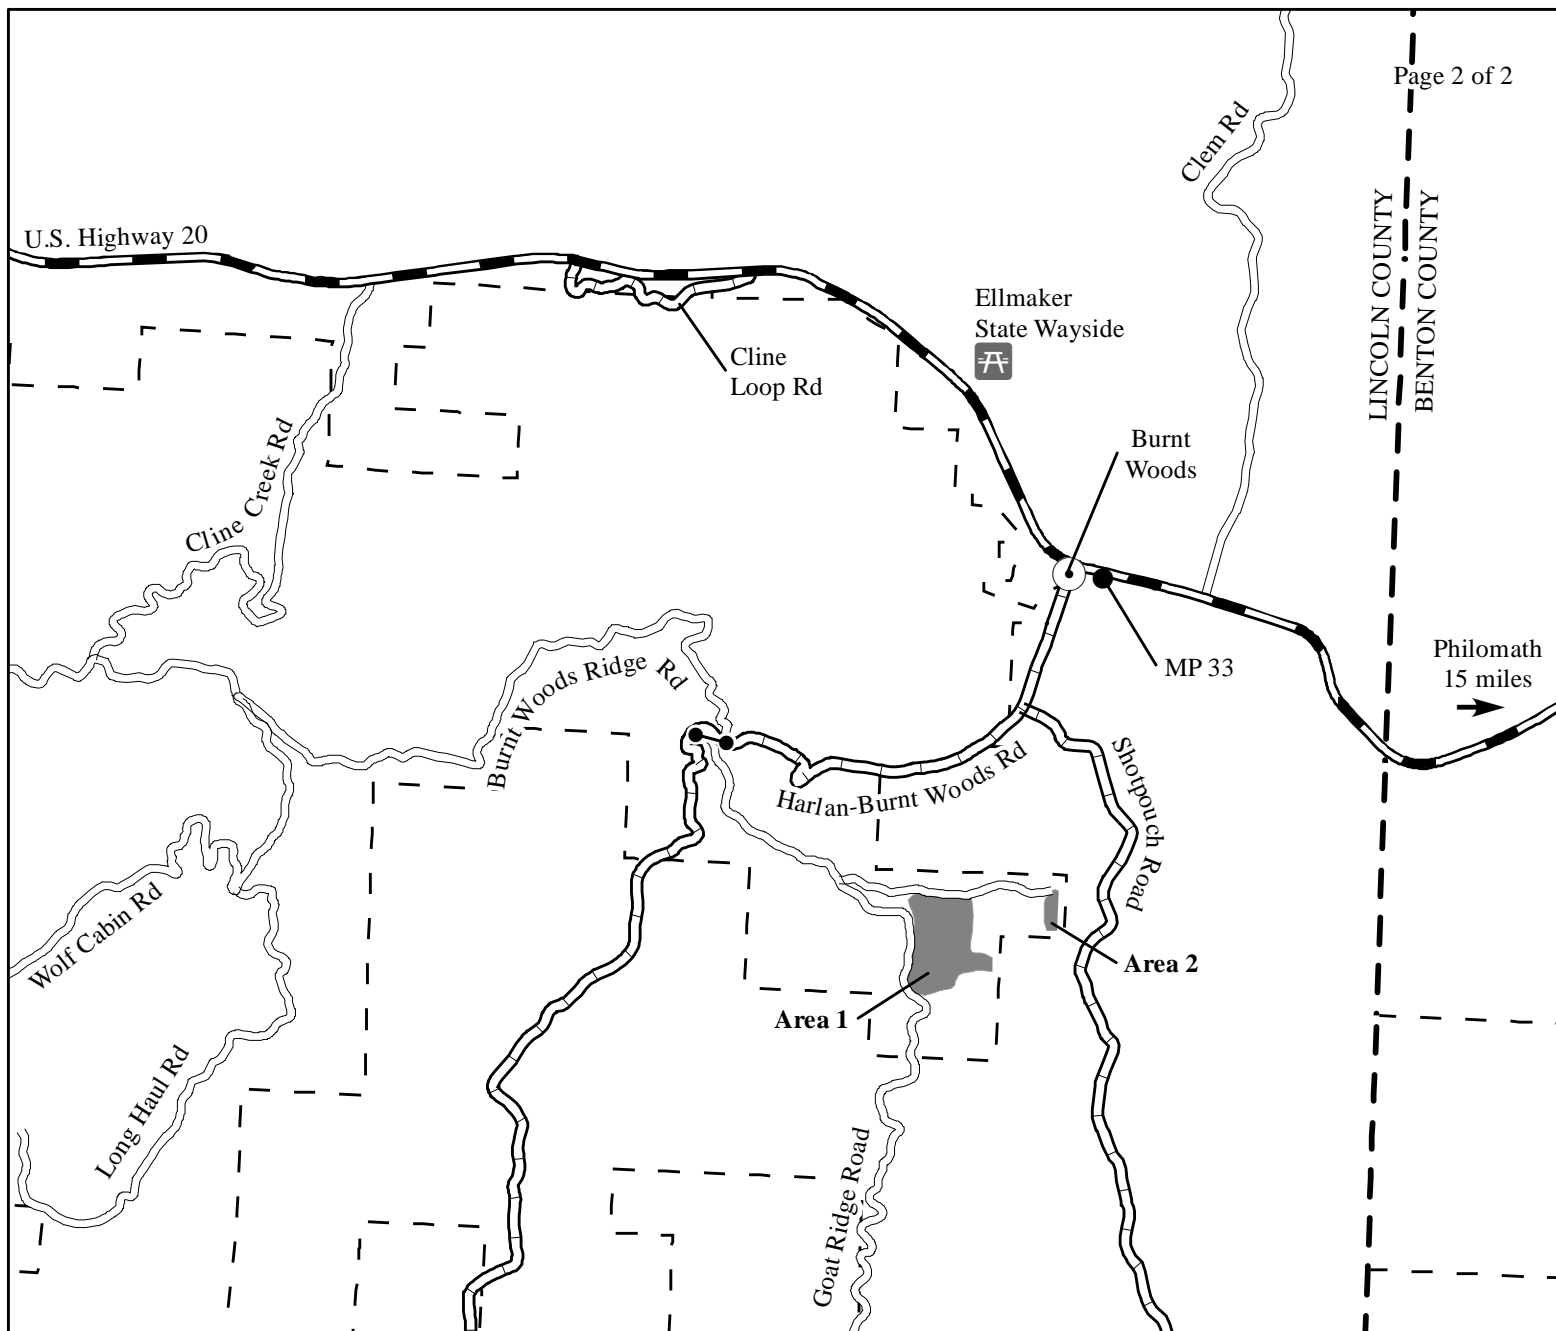 Page 2 of 2
Clem Rd
U.S. Highway 20
LINCOLN COUNTY
BENTON COUNTY
Ellmaker
State Wayside
Cline
Loop Rd
Burnt
Woods
Cline Creek Rd
Philomath
15 miles
MP 33
Burnt Woods Ridge Rd
Harlan-Burnt Woods Rd
Shotpouch Road
Wolf Cabin Rd
Area 2
Area 1
Long Haul Rd
Goat Ridge Road